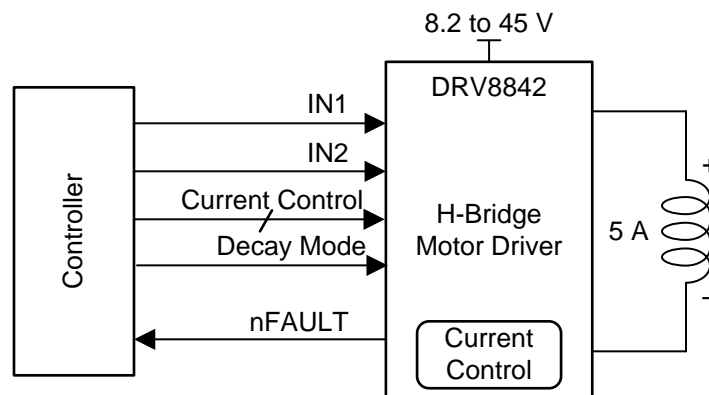 8.2 to 45 V
DRV8842
IN1
IN2
Current Control
Decay Mode
nFAULT
Controller
H-Bridge
Motor Driver
Current
Control
5 A
+
–